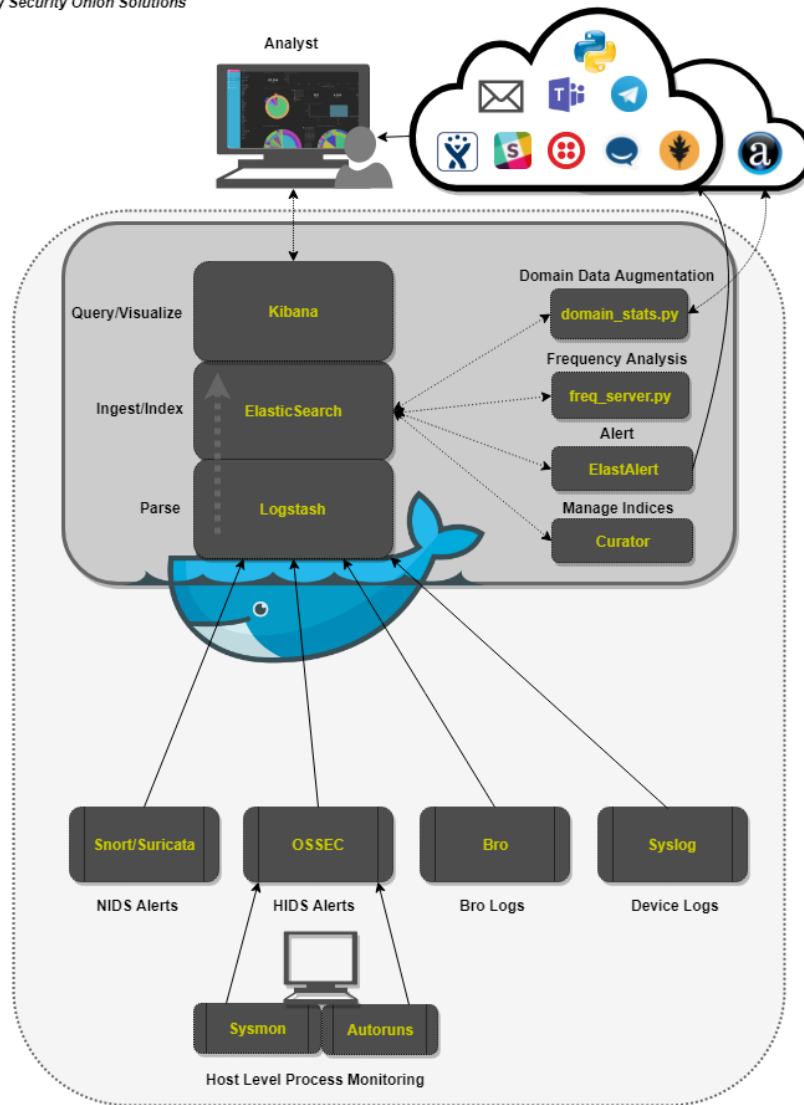 Security Onion Solutions
Analyst
T
S
a
Query/Visualize
Kibana
Domain Data Augmentation
domain_stats.py
Frequency Analysis
freq_server.py
Ingest/Index
ElasticSearch
Alert
ElastAlert
Parse
Logstash
Manage Indices
Curator
Snort/Suricata
OSSEC
Bro
Syslog
NIDS Alerts
HIDS Alerts
Bro Logs
Device Logs
Sysmon
Autoruns
Host Level Process Monitoring